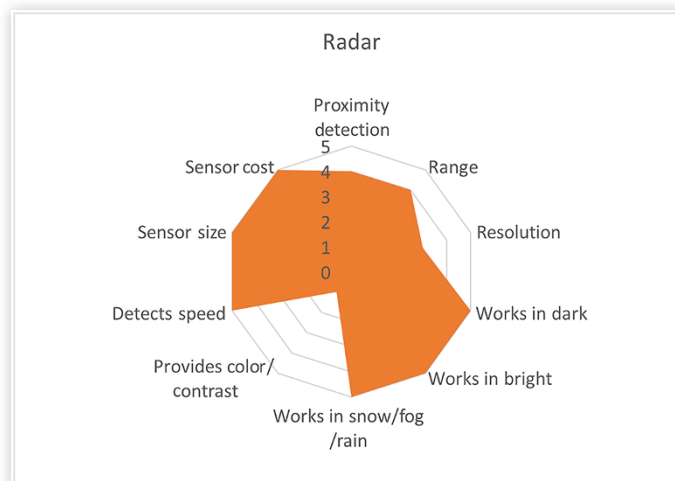 Radar
Proximity
detection
5
4
3
2
1
0
Range
Resolution
Works in dark
Works in bright
Works in snow/fog
/rain
Provides color/
contrast
Detects speed
Sensor size
Sensor cost